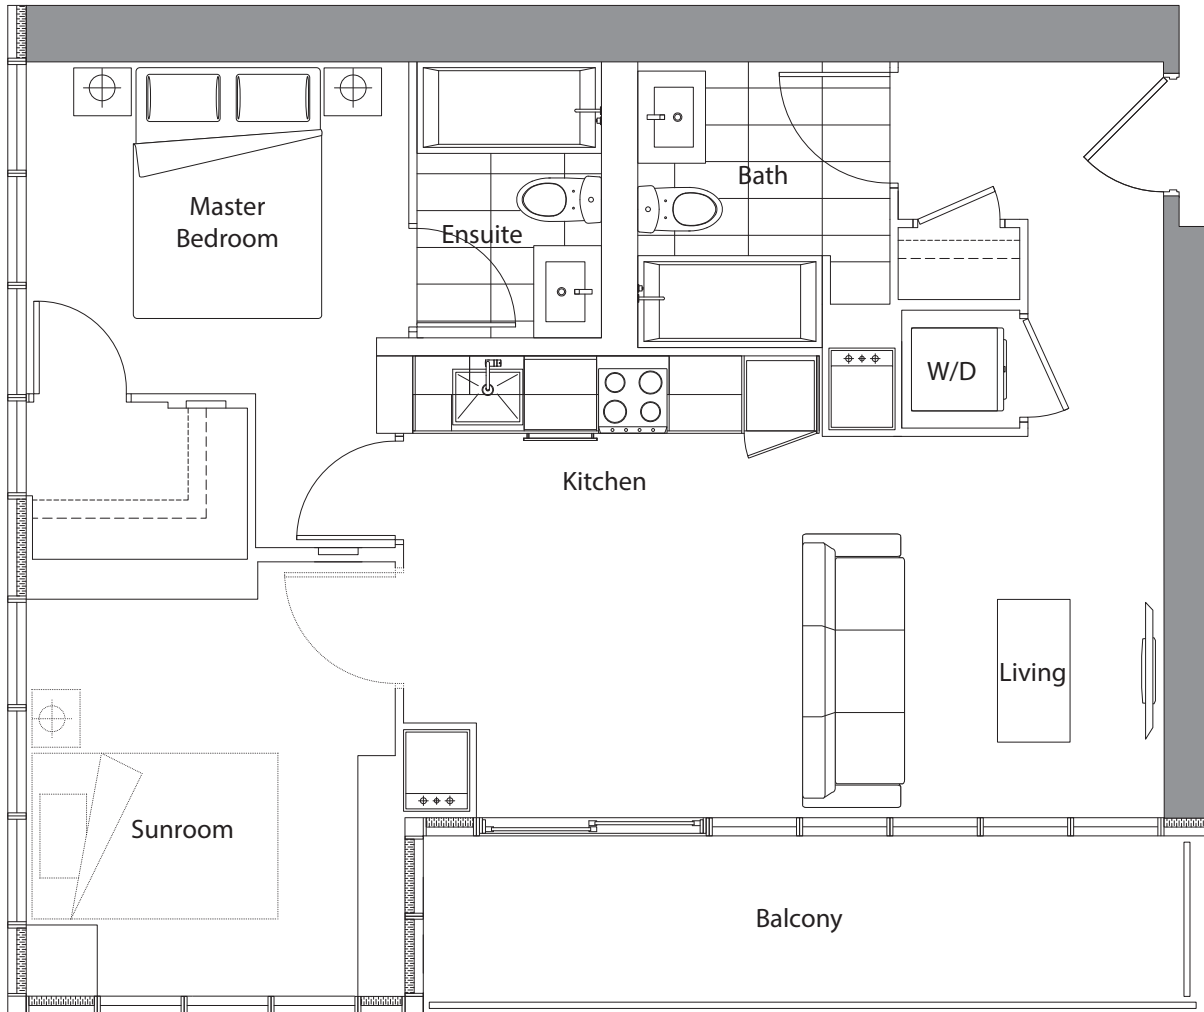 Master
Bedroom
Ensuite
Bath
W/D
Kitchen
Living
Sunroom
Balcony